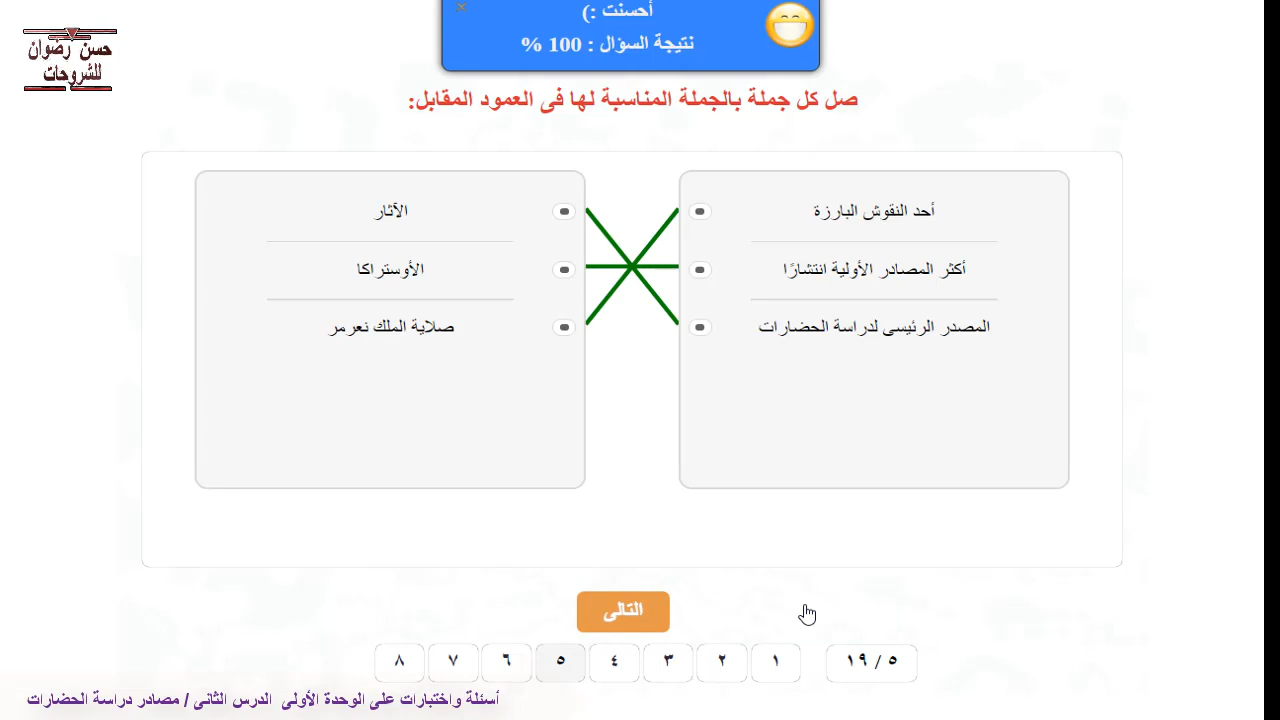 أحسنت :)
نتيجة السؤال : 100 %
حسن رضوان
للشروحات
صل كل جملة بالجملة المناسبة لها فى العمود المقابل:
أحد النقوش البارزة
الآثار
أكثر المصادر الأولية انتشارًا
الأوستراكا
المصدر الرئيسى لدراسة الحضارات
صلاية الملك نعرمر
التالى
٥ / ١٩
١ ٢ ٣ ٤ ٥ ٦ ٧ ٨
أسئلة واختبارات على الوحدة الأولى الدرس الثانى / مصادر دراسة الحضارات